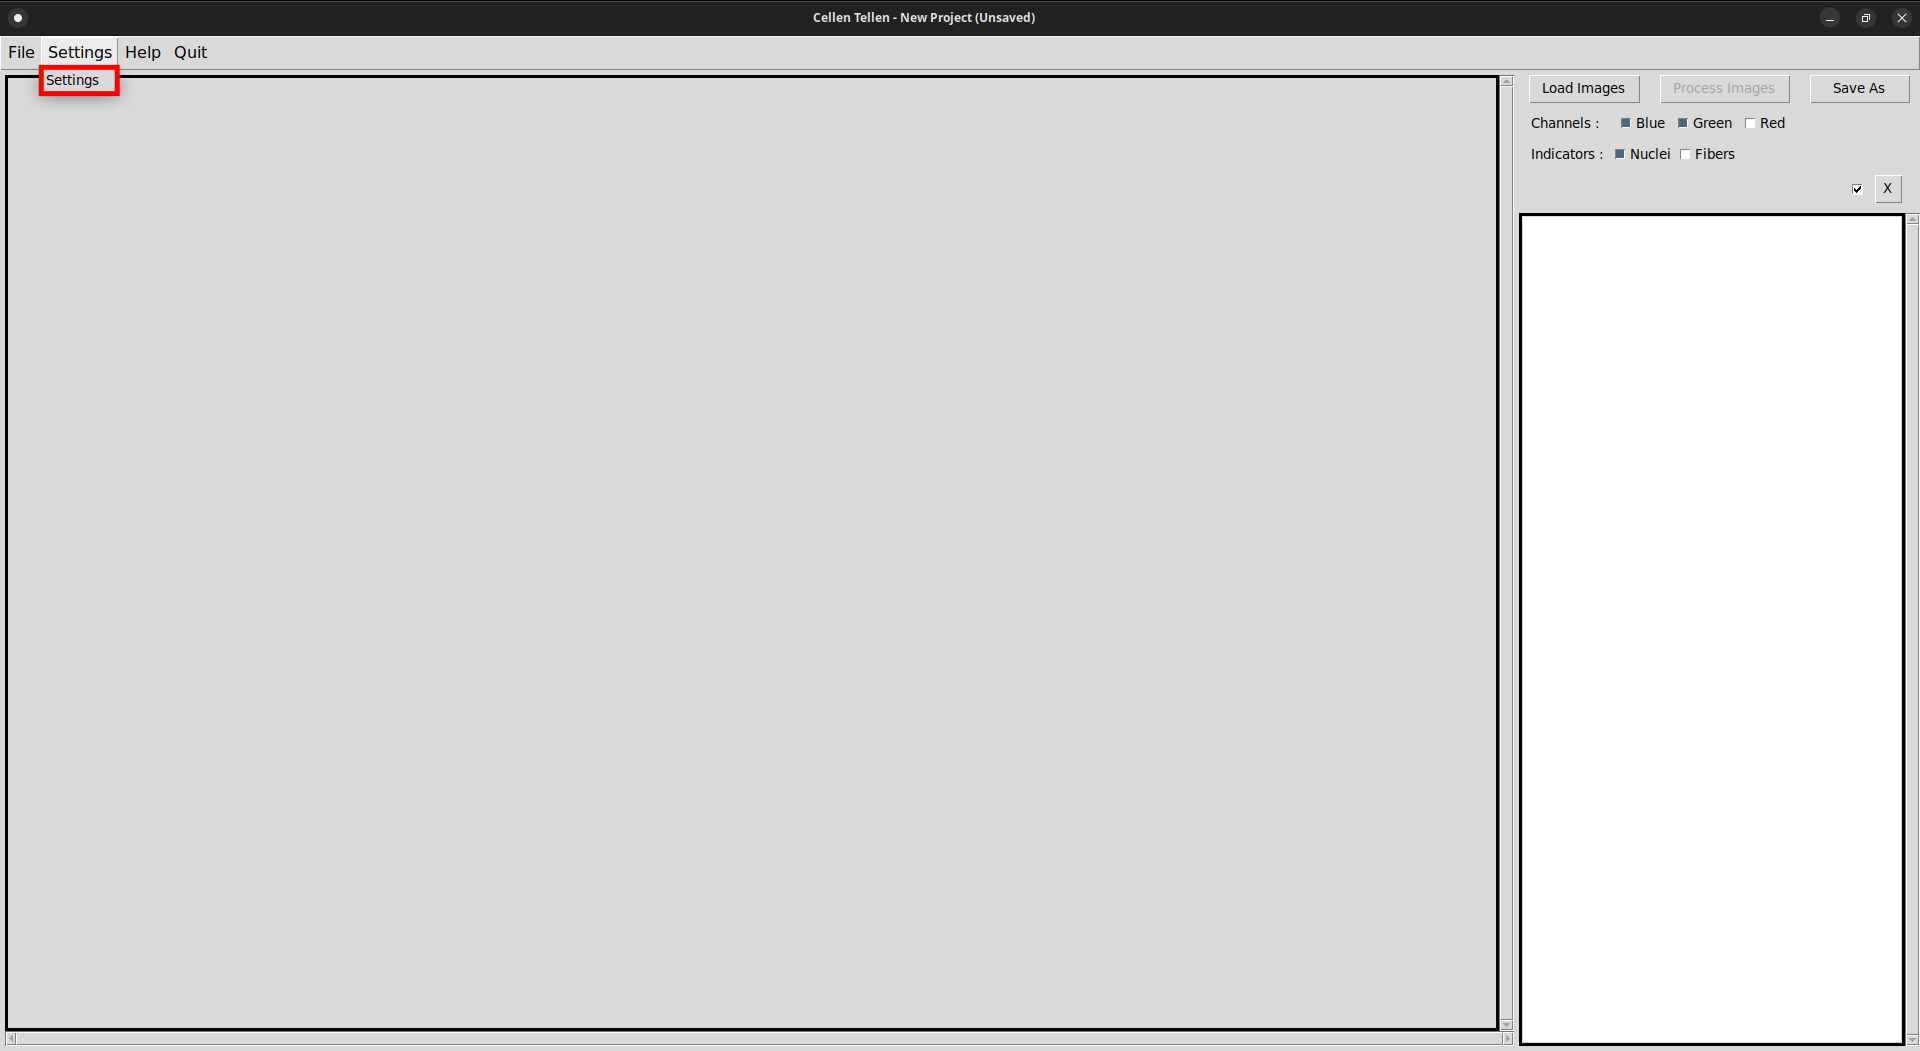 Cellen Tellen - New Project (Unsaved)
File Settings Help Quit
Settings
Load Images Process Images Save As
Channels : Blue Green Red
Indicators : Nuclei Fibers
X